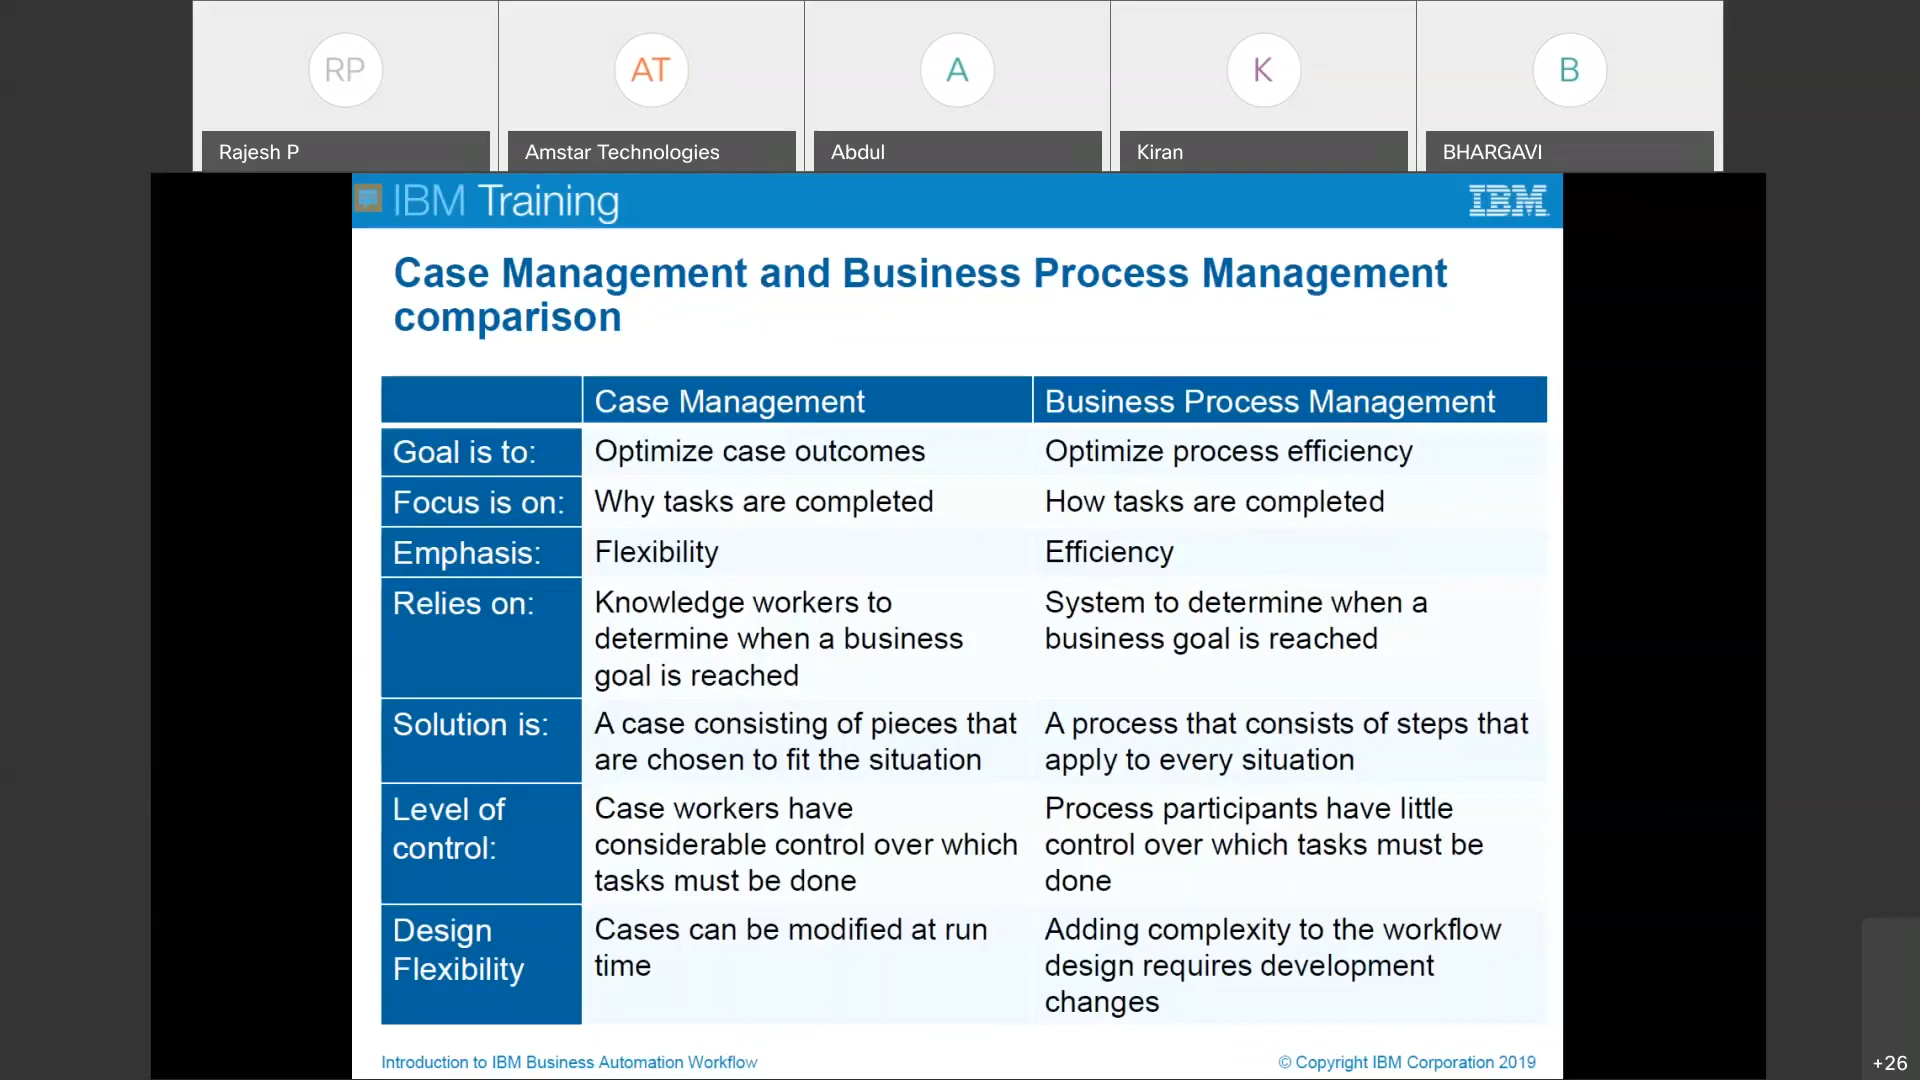 RP
AT
A
K
B
Rajesh P
Amstar Technologies
Abdul
Kiran
BHARGAVI
IBM Training
IBM
Case Management and Business Process Management
comparison
Case Management
Business Process Management
Goal is to:
Optimize case outcomes
Optimize process efficiency
Focus is on:
Why tasks are completed
How tasks are completed
Emphasis:
Flexibility
Efficiency
Relies on:
Knowledge workers to
determine when a business
goal is reached
System to determine when a
business goal is reached
Solution is:
A case consisting of pieces that
are chosen to fit the situation
A process that consists of steps that
apply to every situation
Level of
control:
Case workers have
considerable control over which
tasks must be done
Process participants have little
control over which tasks must be
done
Design
Flexibility
Cases can be modified at run
time
Adding complexity to the workflow
design requires development
changes
Introduction to IBM Business Automation Workflow
© Copyright IBM Corporation 2019
+26